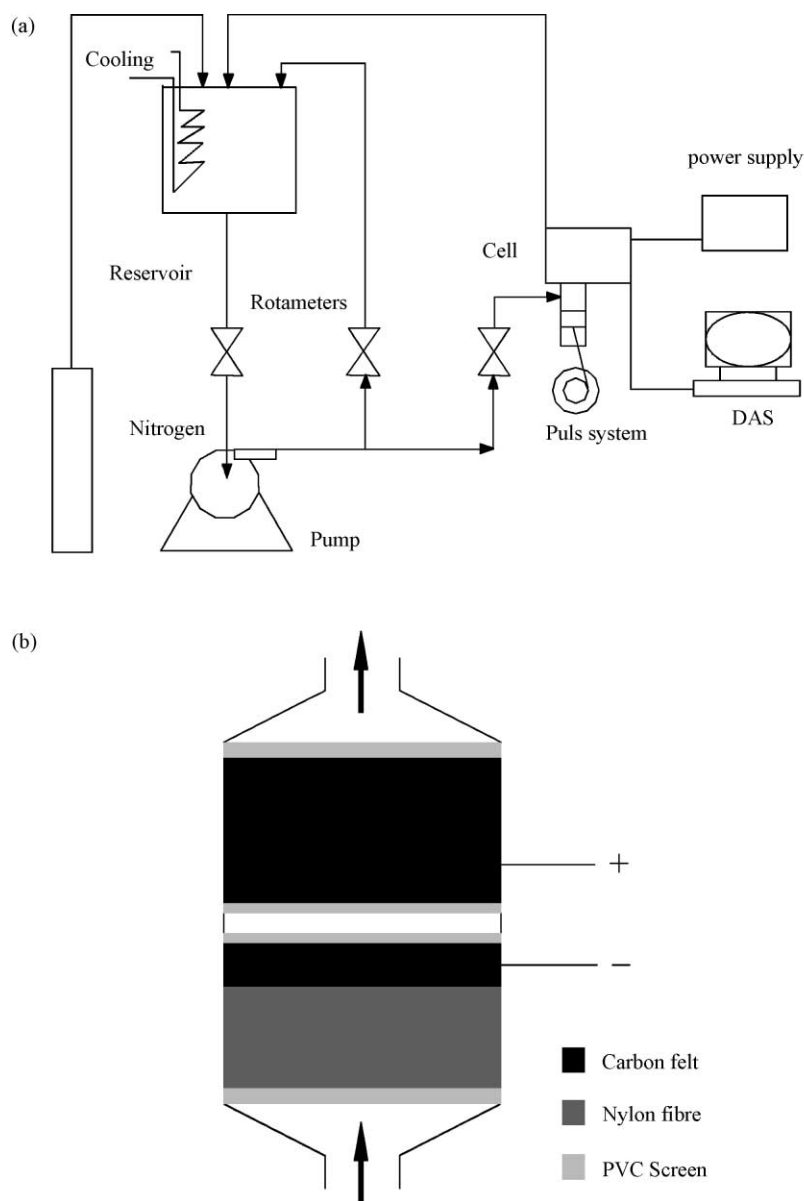 (a)
Cooling
power supply
Cell
Reservoir
Rotameters
Nitrogen
Puls system
DAS
Pump
(b)
+
−
Carbon felt
Nylon fibre
PVC Screen